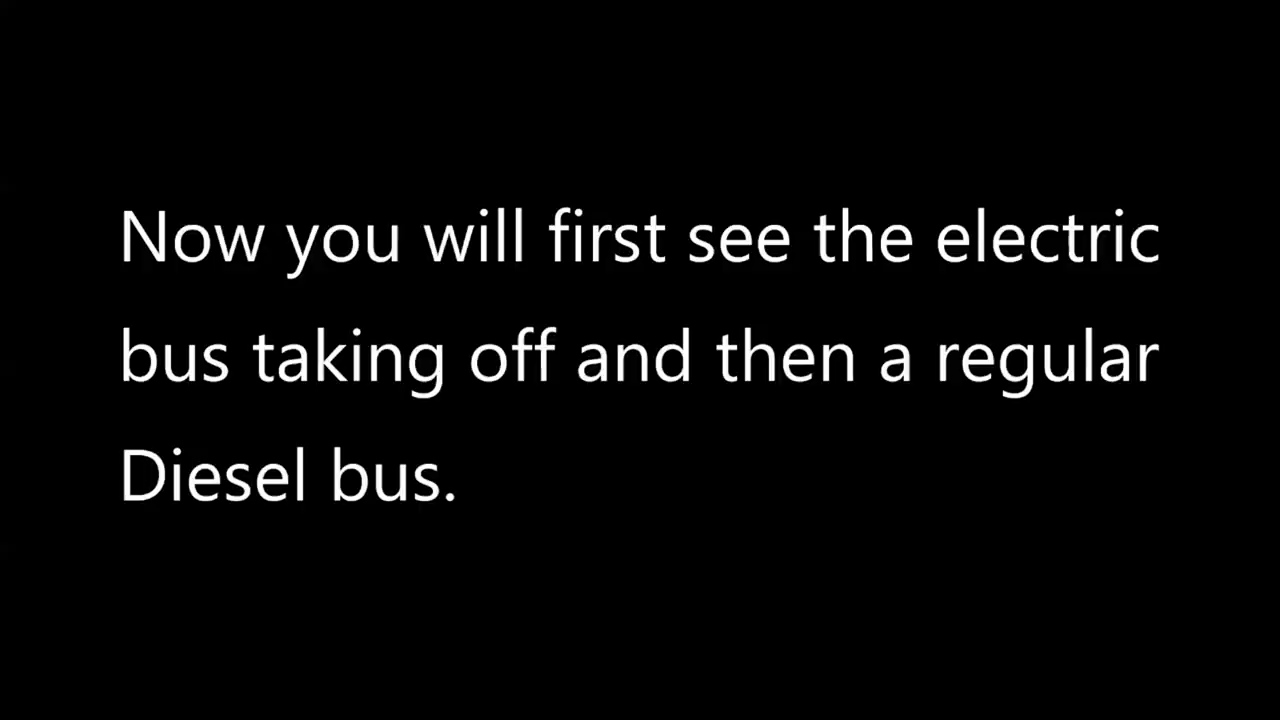 Now you will first see the electric
bus taking off and then a regular
Diesel bus.